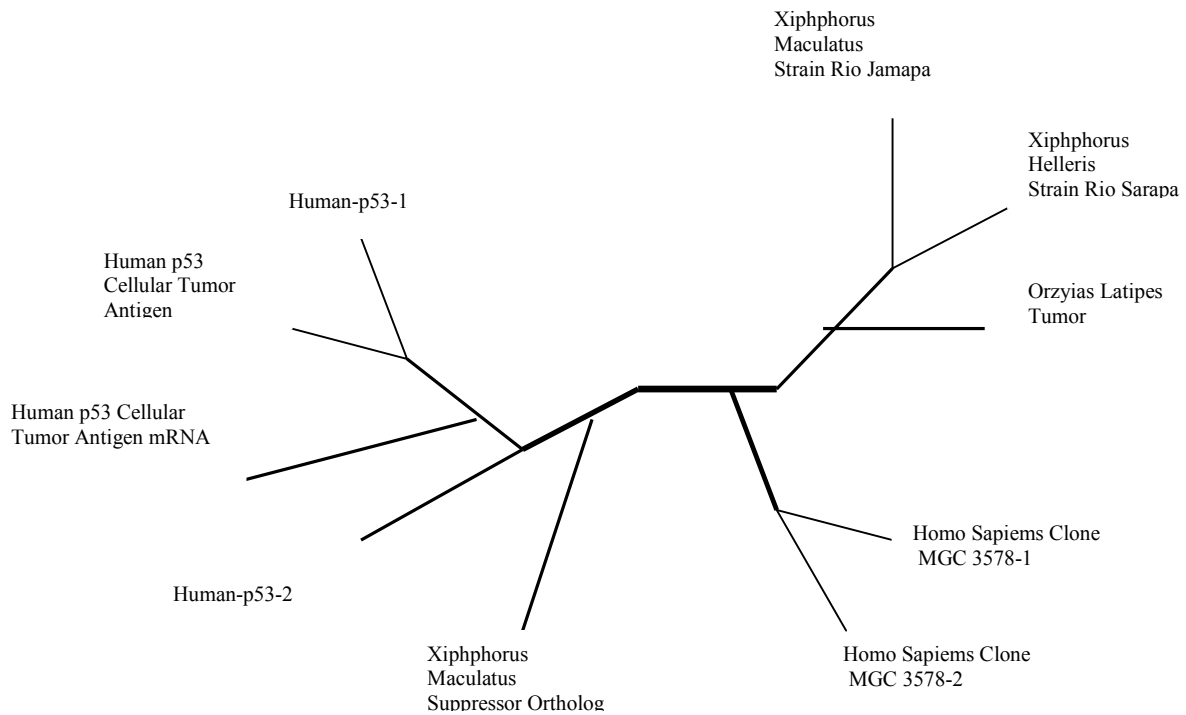 Xiphphorus
Maculatus
Strain Rio Jamapa
Xiphphorus
Helleris
Strain Rio Sarapa
Human-p53-1
Human p53
Cellular Tumor
Antigen
Orzyias Latipes
Tumor
Human p53 Cellular
Tumor Antigen mRNA
Homo Sapiems Clone
MGC 3578-1
Human-p53-2
Xiphphorus
Maculatus
Suppressor Ortholog
Homo Sapiems Clone
MGC 3578-2